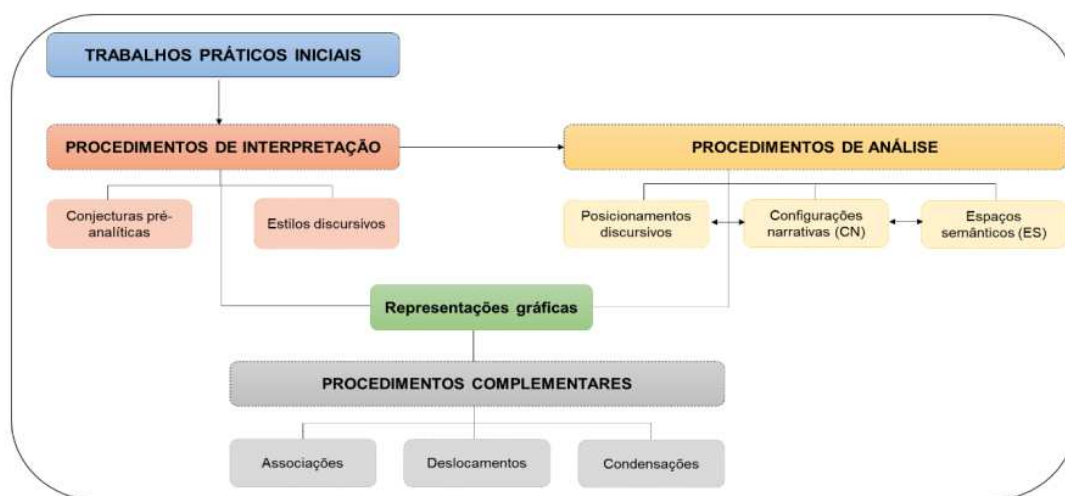 TRABALHOS PRÁTICOS INICIAIS
PROCEDIMENTOS DE INTERPRETAÇÃO
PROCEDIMENTOS DE ANÁLISE
Conjecturas pré-
analíticas
Estilos discursivos
Posicionamentos
discursivos
Configurações
narrativas (CN)
Espaços
semânticos (ES)
Representações gráficas
PROCEDIMENTOS COMPLEMENTARES
Associações
Deslocamentos
Condensações